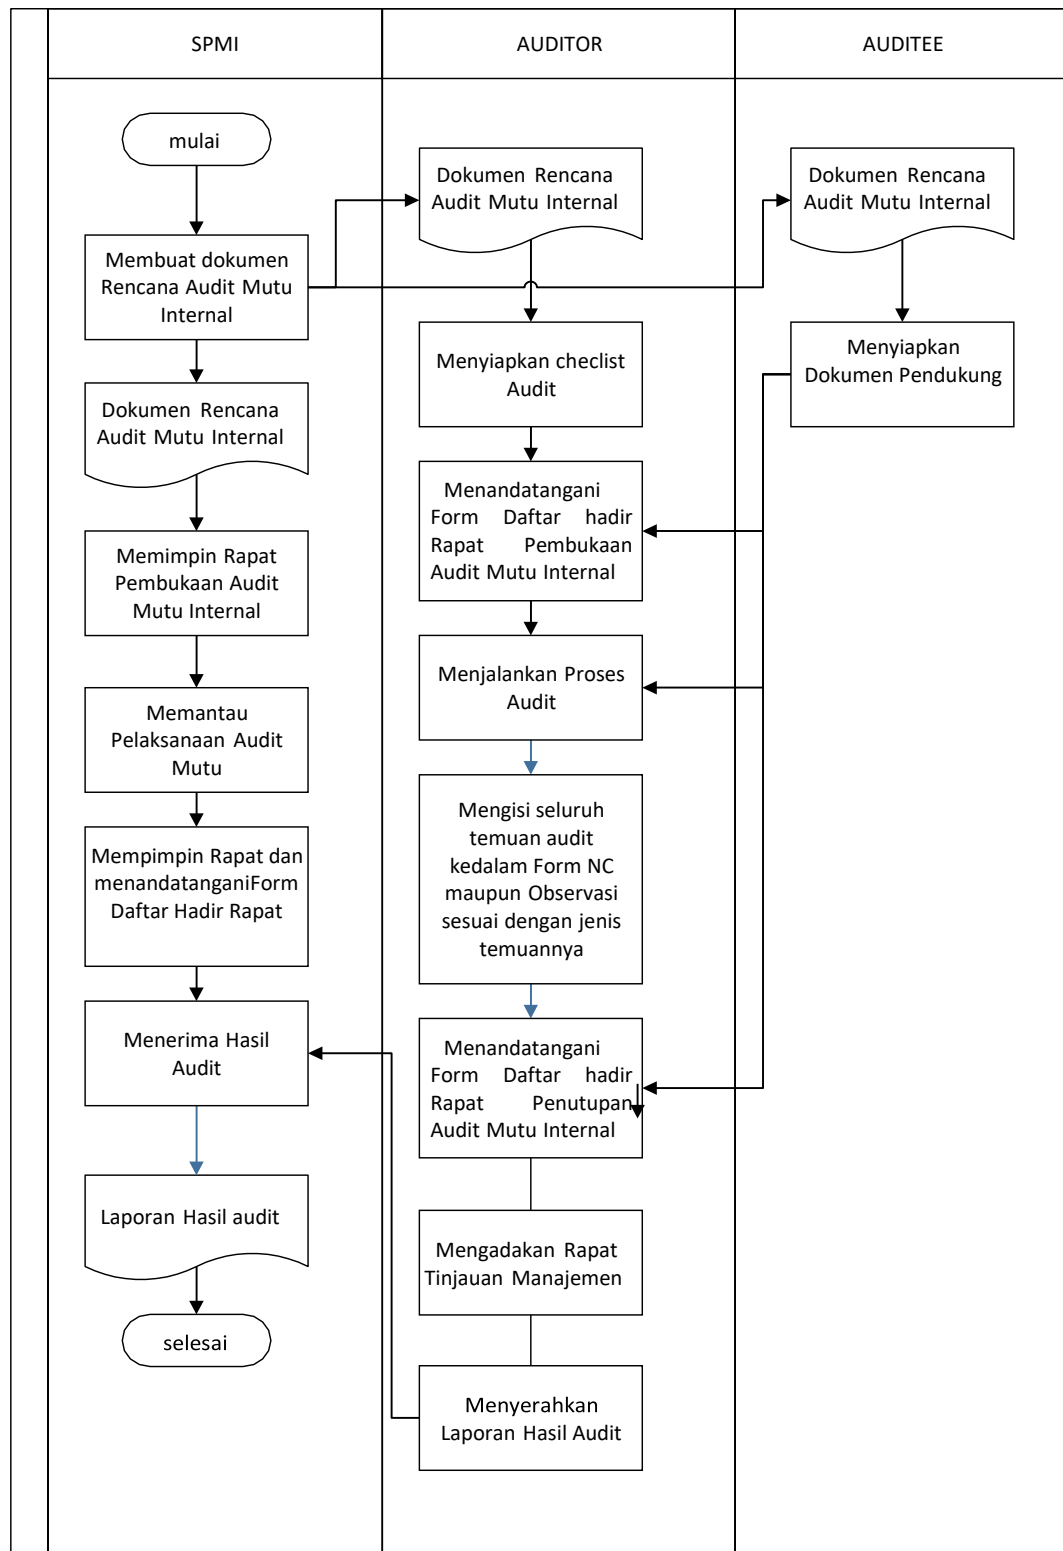 SPMI
AUDITOR
AUDITEE
mulai
Membuat dokumen
Rencana Audit Mutu
Internal
Dokumen Rencana
Audit Mutu Internal
Memimpin Rapat
Pembukaan Audit
Mutu Internal
Memantau
Pelaksanaan Audit
Mutu
Mempimpin Rapat dan
menandatanganiForm
Daftar Hadir Rapat
Menerima Hasil
Audit
Laporan Hasil audit
selesai
Dokumen Rencana
Audit Mutu Internal
Menyiapkan checlist
Audit
Menandatangani
Form Daftar hadir
Rapat Pembukaan
Audit Mutu Internal
Menjalankan Proses
Audit
Mengisi seluruh
temuan audit
kedalam Form NC
maupun Observasi
sesuai dengan jenis
temuannya
Menandatangani
Form Daftar hadir
Rapat Penutupan
Audit Mutu Internal
Mengadakan Rapat
Tinjauan Manajemen
Menyerahkan
Laporan Hasil Audit
Dokumen Rencana
Audit Mutu Internal
Menyiapkan
Dokumen Pendukung